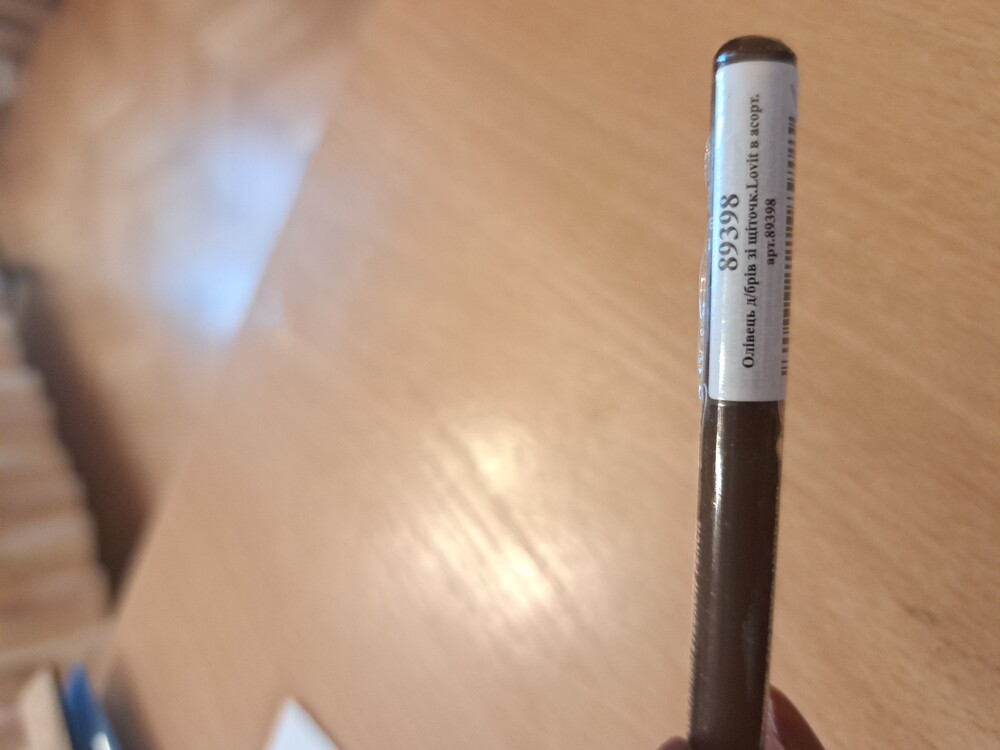 89398
Олівець д/брів зі щіточк.Lovit в асорт.
арт.89398